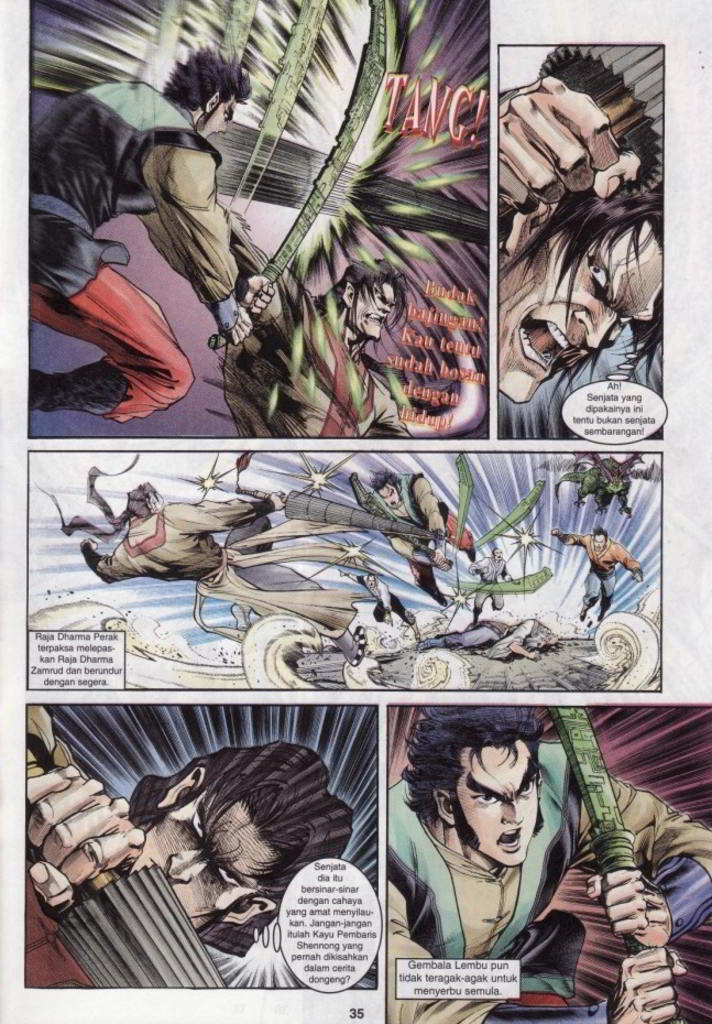 TANG!
Budak
bajingan!
Kau tentu
sudah bosan
dengan
hidup!
Ah!
Senjata yang
dipakainya ini
tentu bukan senjata
sembarangan!
Raja Dharma Perak
terpaksa melepas-
kan Raja Dharma
Zamrud dan berundur
dengan segera.
Senjata
dia itu
bersinar-sinar
dengan cahaya
yang amat menyilau-
kan. Jangan-jangan
itulah Kayu Pembaris
Shennong yang
pernah dikisahkan
dalam cerita
dongeng?
Gembala Lembu pun
tidak teragak-agak untuk
menyerbu semula.
35